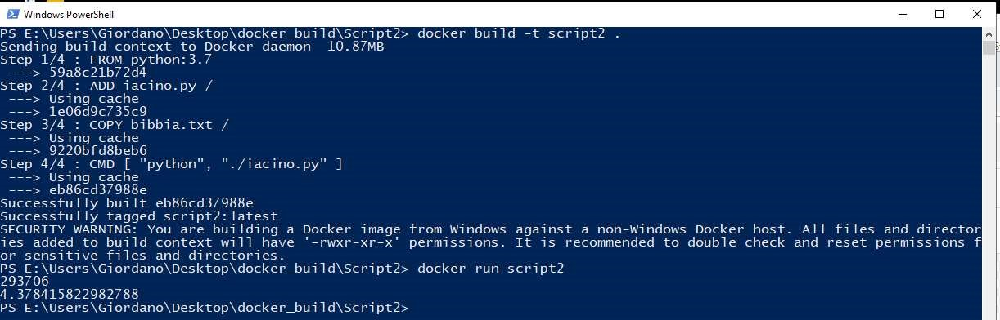 Windows PowerShell
PS E:\Users\Giordano\Desktop\docker_build\Script2> docker build -t script2 .
Sending build context to Docker daemon  10.87MB
Step 1/4 : FROM python:3.7
 ---> 59a8c21b72d4
Step 2/4 : ADD iacino.py /
 ---> Using cache
 ---> 1e06d9c735c9
Step 3/4 : COPY bibbia.txt /
 ---> Using cache
 ---> 9220bfd8beb6
Step 4/4 : CMD [ "python", "./iacino.py" ]
 ---> Using cache
 ---> eb86cd37988e
Successfully built eb86cd37988e
Successfully tagged script2:latest
SECURITY WARNING: You are building a Docker image from Windows against a non-Windows Docker host. All files and director
ies added to build context will have '-rwxr-xr-x' permissions. It is recommended to double check and reset permissions f
or sensitive files and directories.
PS E:\Users\Giordano\Desktop\docker_build\Script2> docker run script2
293706
4.378415822982788
PS E:\Users\Giordano\Desktop\docker_build\Script2>